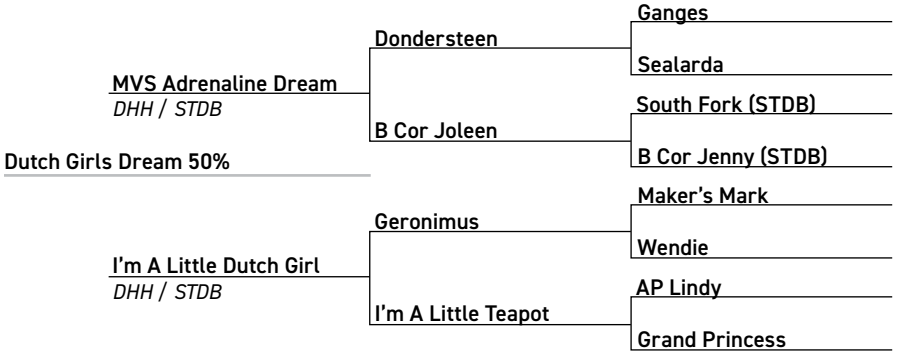 Ganges
Dondersteen
Sealarda
MVS Adrenaline Dream
DHH / STDB
South Fork (STDB)
B Cor Joleen
B Cor Jenny (STDB)
Dutch Girls Dream 50%
Maker's Mark
Geronimus
Wendie
I'm A Little Dutch Girl
DHH / STDB
AP Lindy
I'm A Little Teapot
Grand Princess